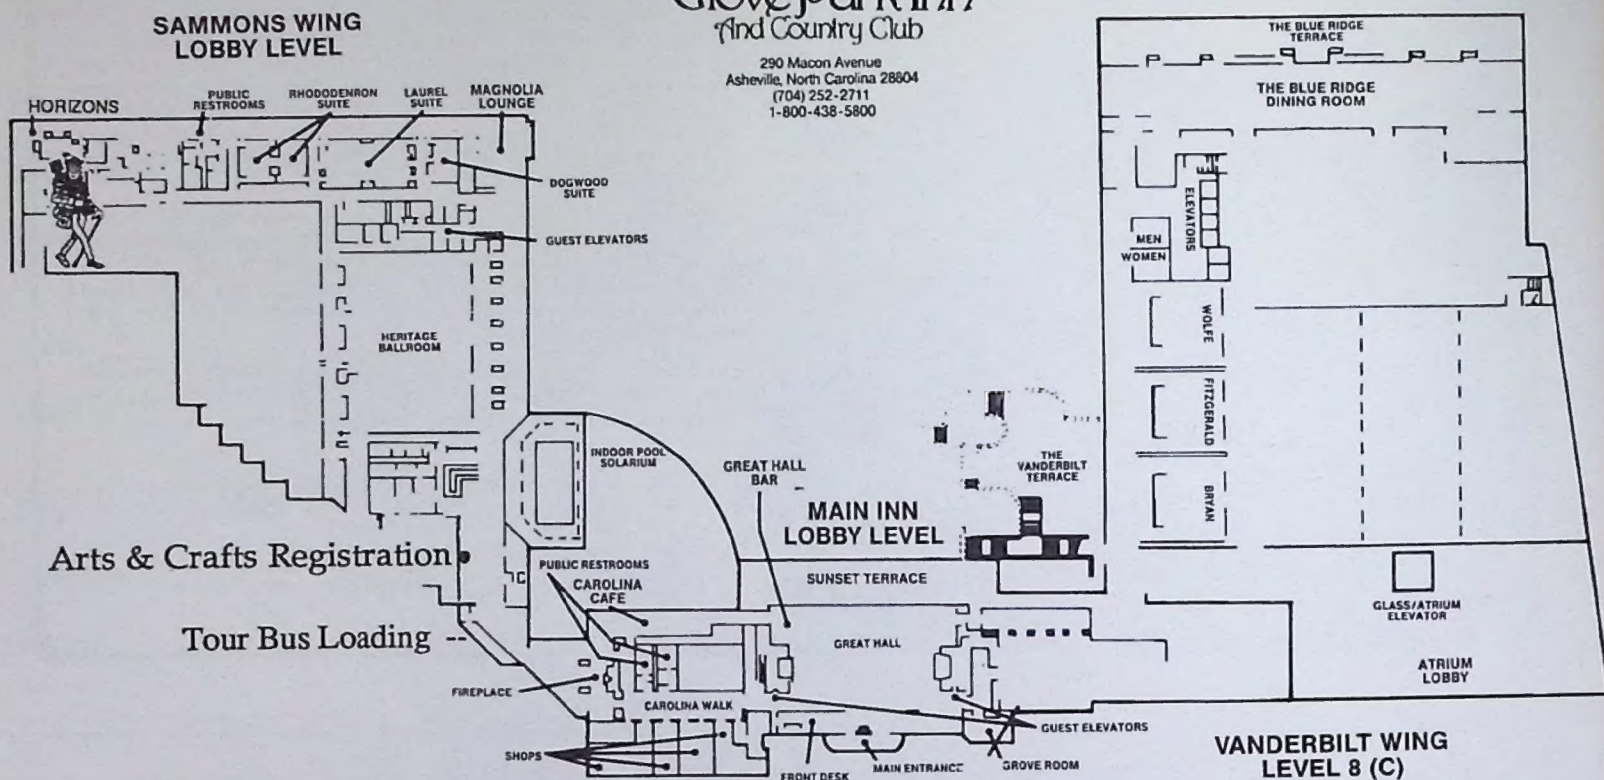 Grove Park Inn
And Country Club
290 Macon Avenue
Asheville, North Carolina 28804
(704) 252-2711
1-800-438-5800
SAMMONS WING
LOBBY LEVEL
HORIZONS
PUBLIC
RESTROOMS
RHODODENRON
SUITE
LAUREL
SUITE
MAGNOLIA
LOUNGE
DOGWOOD
SUITE
GUEST ELEVATORS
HERITAGE
BALLROOM
INDOOR POOL
SOLARIUM
Arts & Crafts Registration
Tour Bus Loading
PUBLIC RESTROOMS
CAROLINA
CAFE
FIREPLACE
CAROLINA WALK
SHOPS
GREAT HALL
BAR
MAIN INN
LOBBY LEVEL
SUNSET TERRACE
GREAT HALL
GUEST ELEVATORS
FRONT DESK
MAIN ENTRANCE
GROVE ROOM
THE
VANDERBILT
TERRACE
THE BLUE RIDGE
TERRACE
THE BLUE RIDGE
DINING ROOM
ELEVATORS
MEN
WOMEN
WOLFE
FITZGERALD
BRYAN
GLASS/ATRIUM
ELEVATOR
ATRIUM
LOBBY
VANDERBILT WING
LEVEL 8 (C)